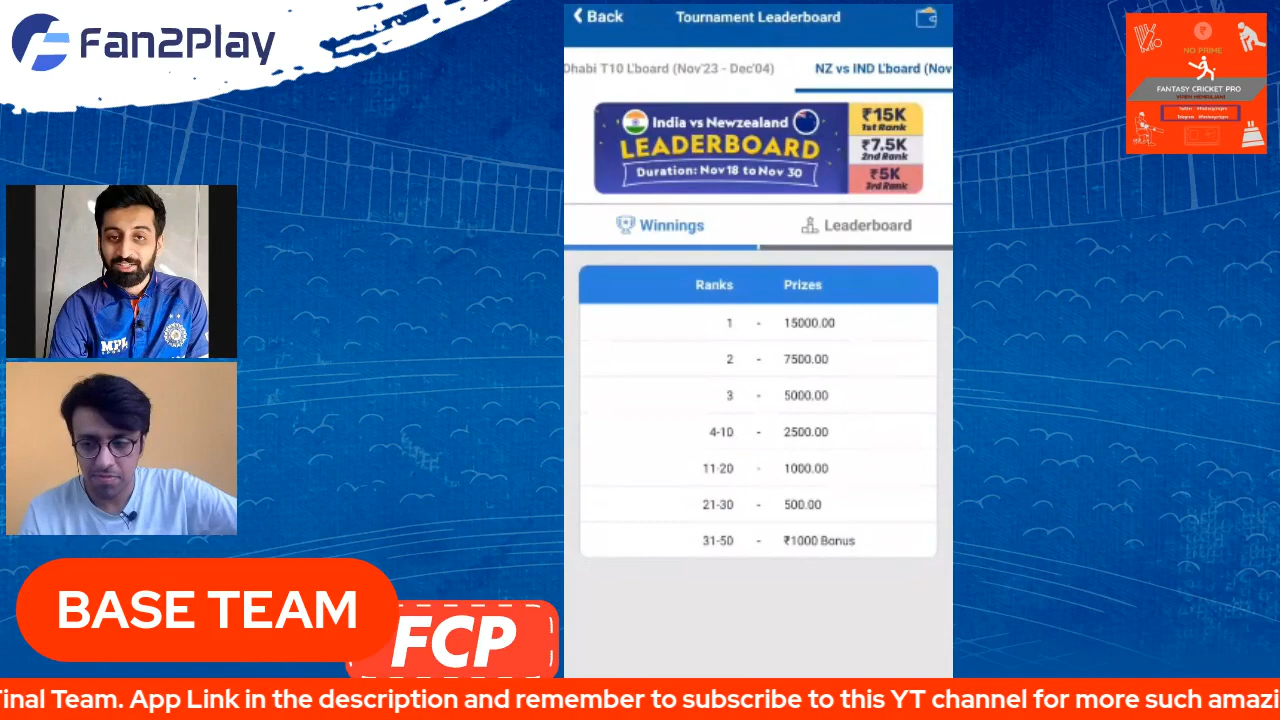 Fan2Play
Back
Tournament Leaderboard
Dhabi T10 L'board (Nov'23 - Dec'04)
NZ vs IND L'board (Nov
India vs Newzealand
LEADERBOARD
Duration: Nov 18 to Nov 30
₹15K
1st Rank
₹7.5K
2nd Rank
₹5K
3rd Rank
Winnings
Leaderboard
Ranks Prizes
1 - 15000.00
2 - 7500.00
3 - 5000.00
4-10 - 2500.00
11-20 - 1000.00
21-30 - 500.00
31-50 - ₹1000 Bonus
NO PRIME
FANTASY CRICKET PRO
MPL
BASE TEAM
FCP
Final Team. App Link in the description and remember to subscribe to this YT channel for more such amazi